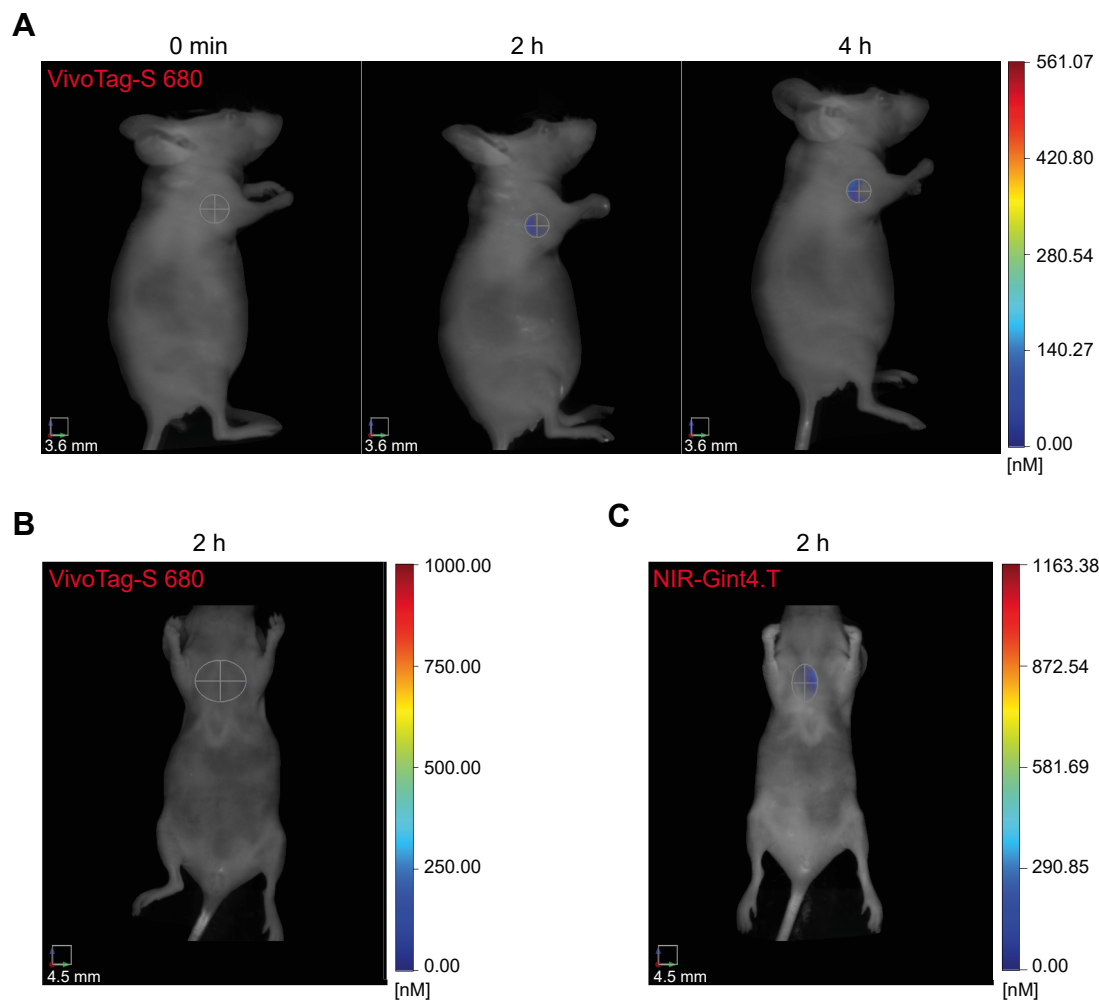 A
0 min 2 h 4 h
VivoTag-S 680
561.07
420.80
280.54
140.27
0.00
[nM]
3.6 mm 3.6 mm 3.6 mm
B
2 h
VivoTag-S 680
1000.00
750.00
500.00
250.00
0.00
[nM]
4.5 mm
C
2 h
NIR-Gint4.T
1163.38
872.54
581.69
290.85
0.00
[nM]
4.5 mm